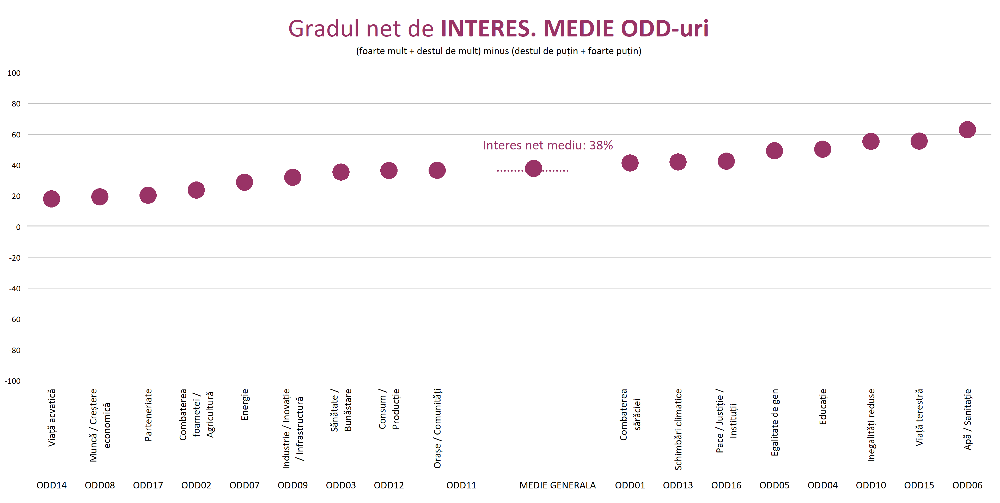 Gradul net de INTERES. MEDIE ODD-uri
(foarte mult + destul de mult) minus (destul de puțin + foarte puțin)
100
80
60
40
20
0
-20
-40
-60
-80
-100
Interes net mediu: 38%
Viață acvatică
Muncă / Creștere
economică
Parteneriate
Combaterea
foametei /
Agricultură
Energie
Industrie / Inovație
/ Infrastructură
Sănătate /
Bunăstare
Consum /
Producție
Orașe / Comunități
Combaterea
sărăciei
Schimbări climatice
Pace / Justiție /
Instituții
Egalitate de gen
Educație
Inegalități reduse
Viață terestră
Apă / Sanitație
ODD14
ODD08
ODD17
ODD02
ODD07
ODD09
ODD03
ODD12
ODD11
MEDIE GENERALA
ODD01
ODD13
ODD16
ODD05
ODD04
ODD10
ODD15
ODD06